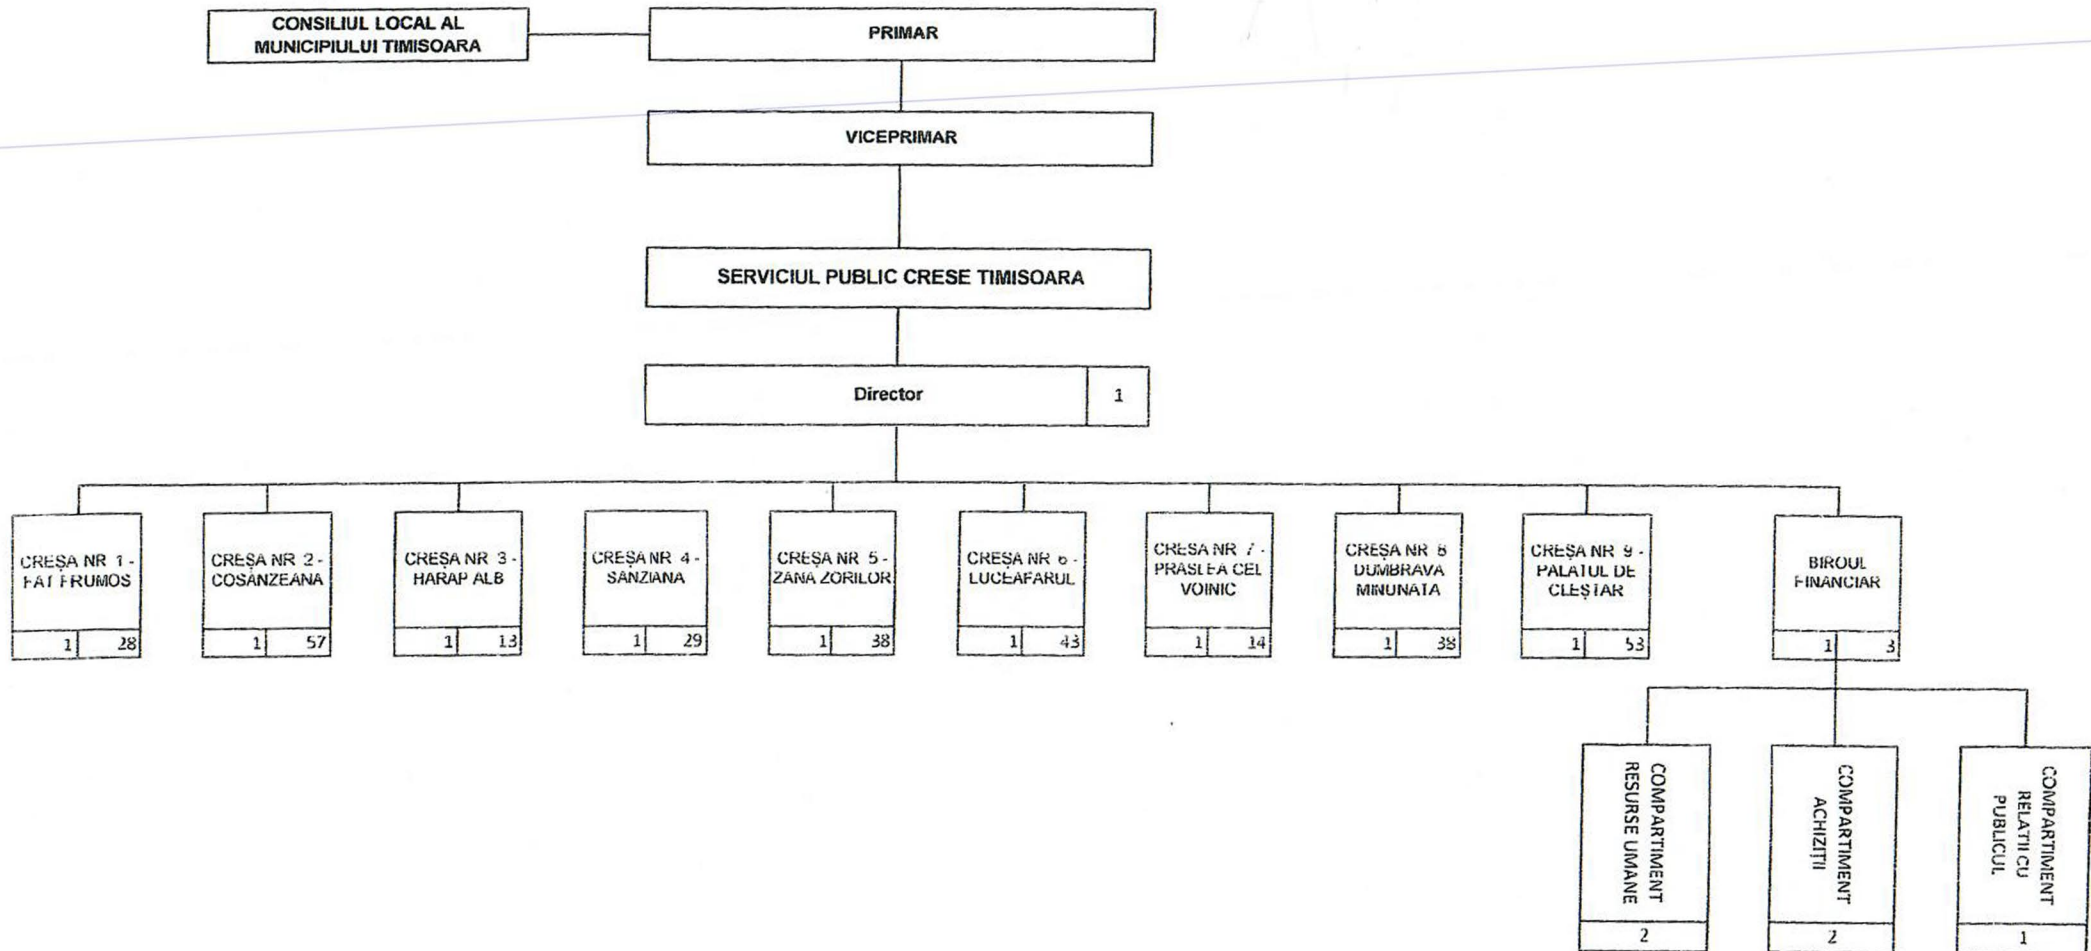 CONSILIUL LOCAL AL
MUNICIPIULUI TIMISOARA
PRIMAR
VICEPRIMAR
SERVICIUL PUBLIC CRESE TIMISOARA
Director
1
CREȘA NR 1 -
FAT FRUMOS
1 28
CREȘA NR 2 -
COSÂNZEANA
1 57
CREȘA NR 3 -
HARAP ALB
1 13
CREȘA NR 4 -
SÂNZIANA
1 29
CREȘA NR 5 -
ZÂNA ZORILOR
1 38
CREȘA NR 6 -
LUCEAFARUL
1 43
CREȘA NR 7 -
PRASLEA CEL
VOINIC
1 14
CREȘA NR 8
DUMBRAVA
MINUNATA
1 38
CREȘA NR 9 -
PALATUL DE
CLEȘTAR
1 53
BIROUL
FINANCIAR
1 3
COMPARTIMENT
RESURSE UMANE
2
COMPARTIMENT
ACHIZIȚII
2
COMPARTIMENT
RELATII CU
PUBLICUL
1